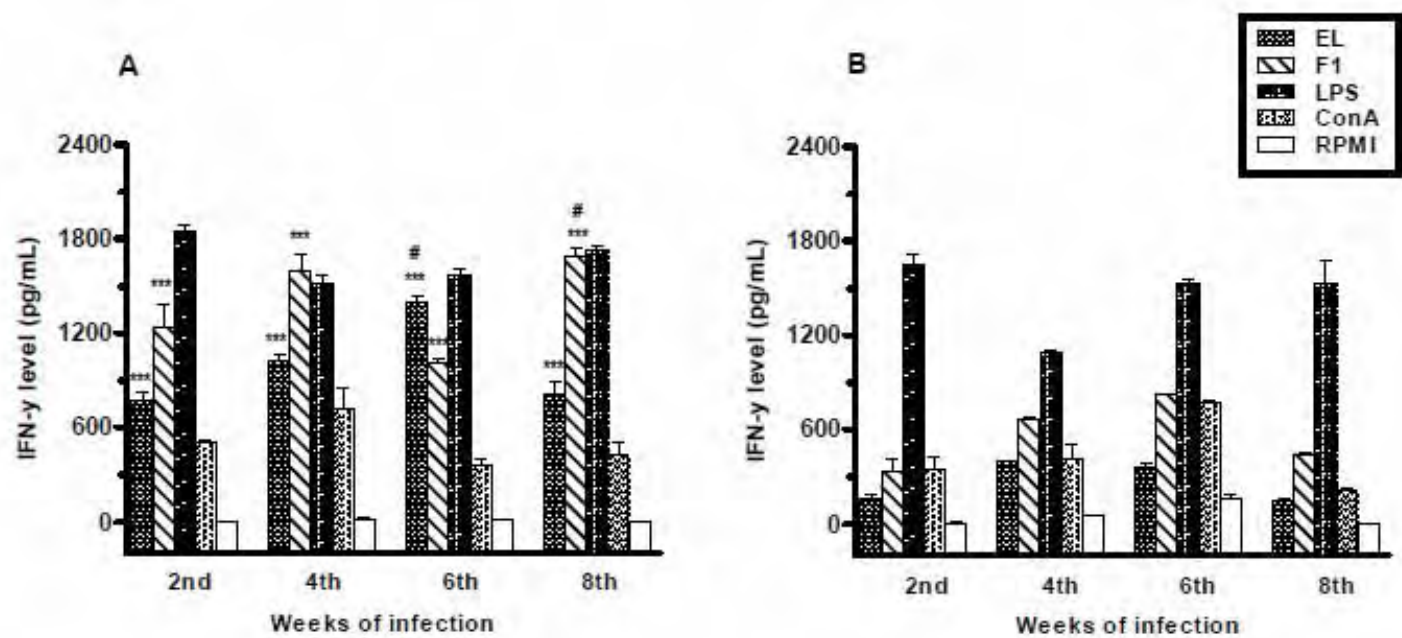 A
IFN-y level (pg/mL)
2400
1800
1200
600
0
***
***
***
***
#
***
***
***
#
***
2nd
4th
6th
8th
Weeks of infection
B
EL
F1
LPS
ConA
RPMI
IFN-y level (pg/mL)
2400
1800
1200
600
0
2nd
4th
6th
8th
Weeks of infection